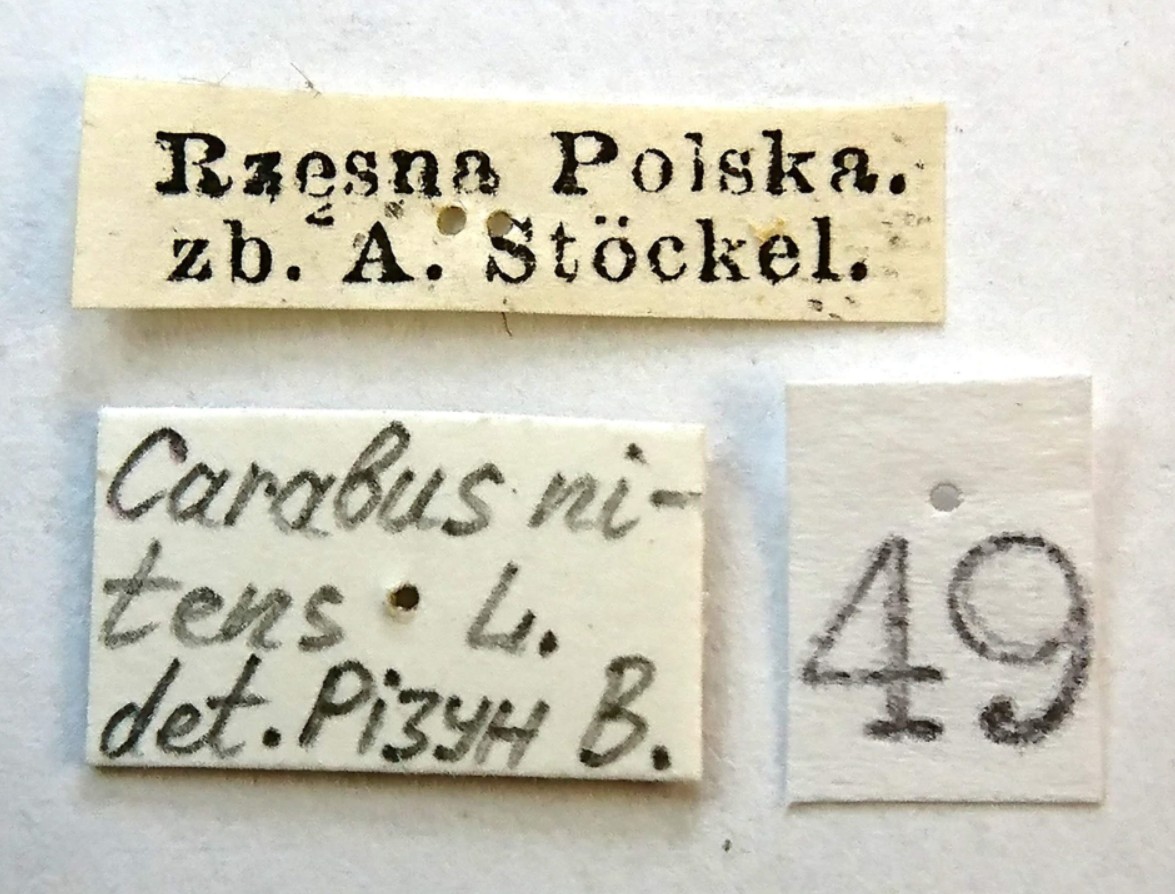 Rzęsna Polska.
zb. A. Stöckel.
Carabus ni-
tens L.
det. Різун В.
49